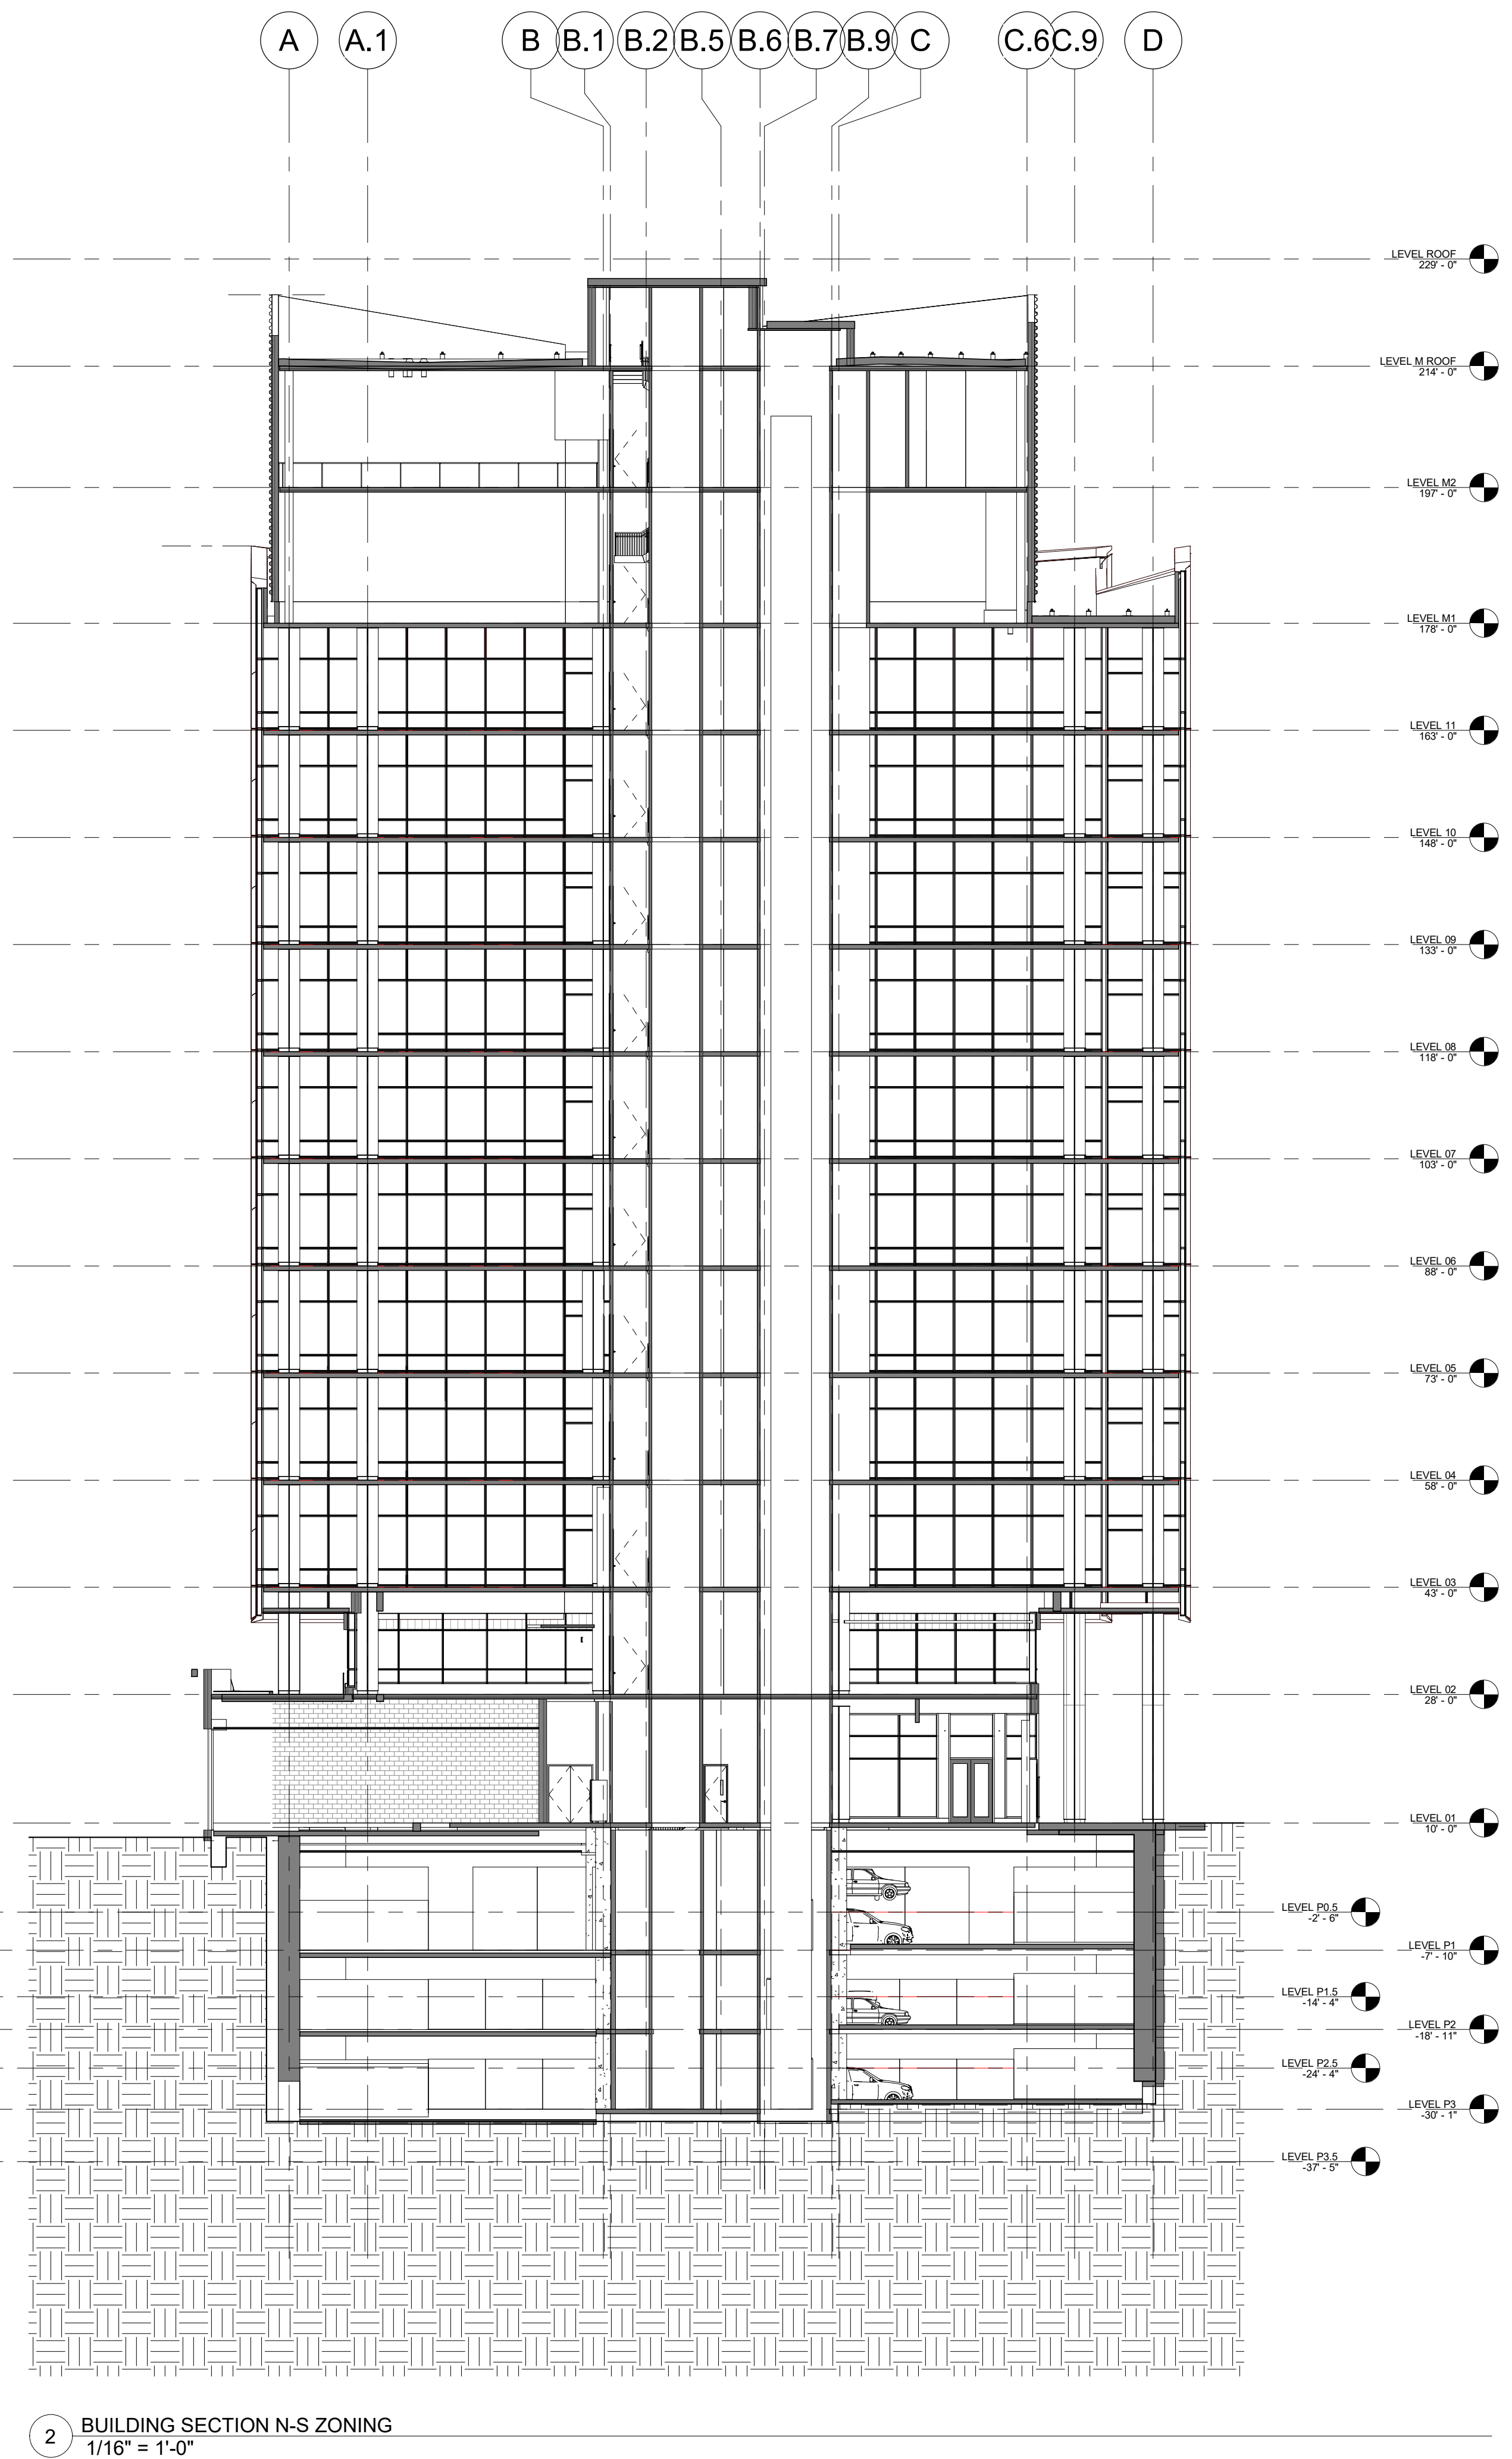 A A.1 B B.1 B.2 B.5 B.6 B.7 B.9 C C.6 C.9 D
LEVEL ROOF
229' - 0"
LEVEL M ROOF
214' - 0"
LEVEL M2
197' - 0"
LEVEL M1
178' - 0"
LEVEL 11
163' - 0"
LEVEL 10
148' - 0"
LEVEL 09
133' - 0"
LEVEL 08
118' - 0"
LEVEL 07
103' - 0"
LEVEL 06
88' - 0"
LEVEL 05
73' - 0"
LEVEL 04
58' - 0"
LEVEL 03
43' - 0"
LEVEL 02
28' - 0"
LEVEL 01
10' - 0"
LEVEL P0.5
-2' - 6"
LEVEL P1
-7' - 10"
LEVEL P1.5
-14' - 4"
LEVEL P2
-18' - 11"
LEVEL P2.5
-24' - 4"
LEVEL P3
-30' - 1"
LEVEL P3.5
-37' - 5"
2 BUILDING SECTION N-S ZONING
1/16" = 1'-0"